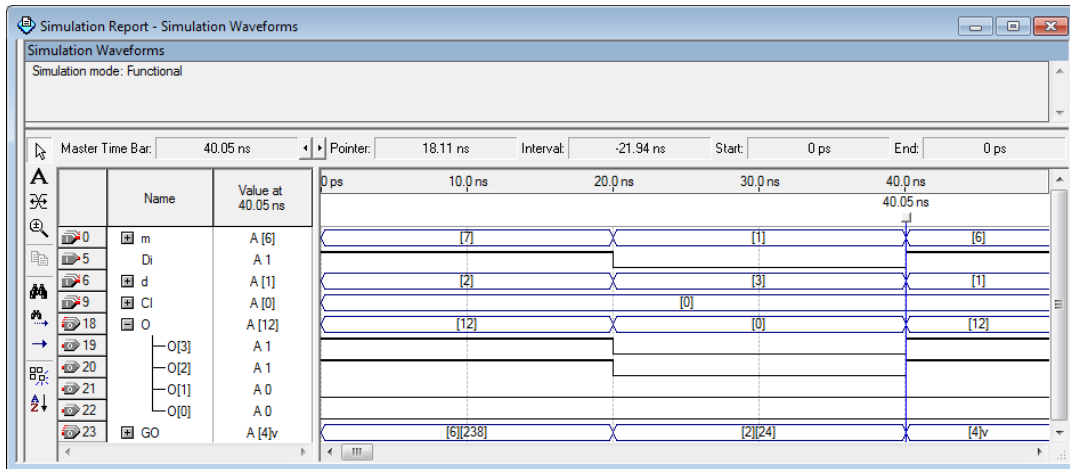 Simulation Report - Simulation Waveforms
Simulation Waveforms
Simulation mode: Functional
Master Time Bar: 40.05 ns Pointer: 18.11 ns Interval: -21.94 ns Start: 0 ps End: 0 ps
Name Value at 40.05 ns 0 ps 10.0 ns 20.0 ns 30.0 ns 40.0 ns
40.05 ns
0 m A [6] [7] [1] [6]
5 Di A 1
6 d A [1] [2] [3] [1]
9 CI A [0] [0]
18 O A [12] [12] [0] [12]
19 O[3] A 1
20 O[2] A 1
21 O[1] A 0
22 O[0] A 0
23 GO A [4]v [6][238] [2][24] [4]v